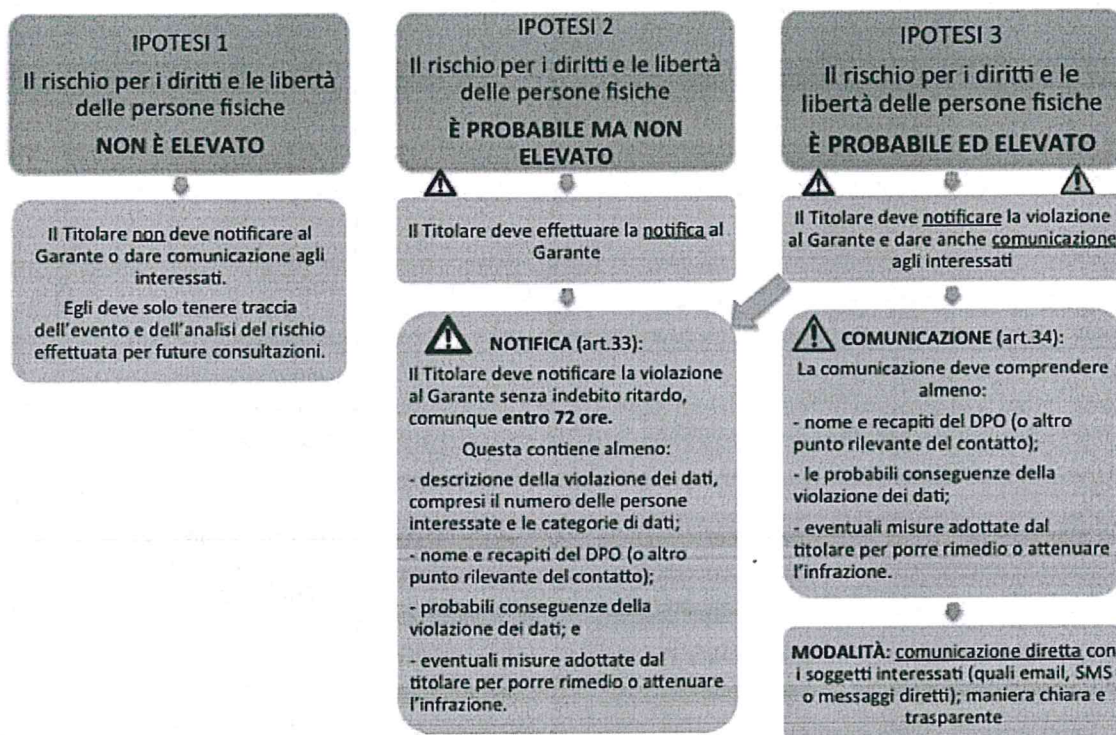 IPOTESI 1
Il rischio per i diritti e le libertà
delle persone fisiche
NON È ELEVATO
Il Titolare non deve notificare al
Garante o dare comunicazione agli
interessati.
Egli deve solo tenere traccia
dell'evento e dell'analisi del rischio
effettuata per future consultazioni.
IPOTESI 2
Il rischio per i diritti e le libertà
delle persone fisiche
È PROBABILE MA NON
ELEVATO
Il Titolare deve effettuare la notifica al
Garante
NOTIFICA (art.33):
Il Titolare deve notificare la violazione
al Garante senza indebito ritardo,
comunque entro 72 ore.
Questa contiene almeno:
- descrizione della violazione dei dati,
compresi il numero delle persone
interessate e le categorie di dati;
- nome e recapiti del DPO (o altro
punto rilevante del contatto);
- probabili conseguenze della
violazione dei dati; e
- eventuali misure adottate dal
titolare per porre rimedio o attenuare
l'infrazione.
IPOTESI 3
Il rischio per i diritti e le
libertà delle persone fisiche
È PROBABILE ED ELEVATO
Il Titolare deve notificare la violazione
al Garante e dare anche comunicazione
agli interessati
COMUNICAZIONE (art.34):
La comunicazione deve comprendere
almeno:
- nome e recapiti del DPO (o altro
punto rilevante del contatto);
- le probabili conseguenze della
violazione dei dati;
- eventuali misure adottate dal
titolare per porre rimedio o attenuare
l'infrazione.
MODALITÀ: comunicazione diretta con
i soggetti interessati (quali email, SMS
o messaggi diretti); maniera chiara e
trasparente